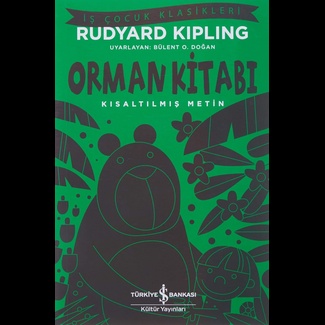 İŞ ÇOCUK KLASİKLERİ
RUDYARD KIPLING
UYARLAYAN: BÜLENT O. DOĞAN
ORMAN KİTABI
KISALTILMIŞ METİN
TÜRKİYE İŞ BANKASI
Kültür Yayınları